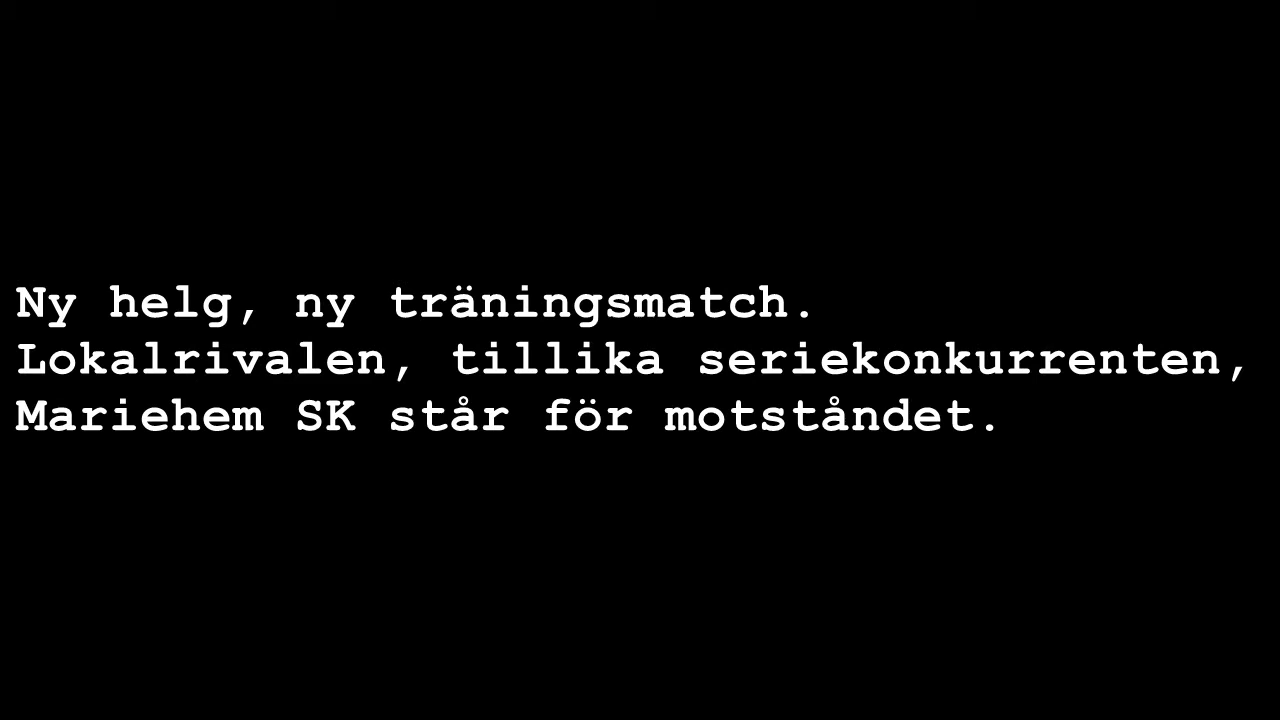 Ny helg, ny träningsmatch.
Lokalrivalen, tillika seriekonkurrenten,
Mariehem SK står för motståndet.